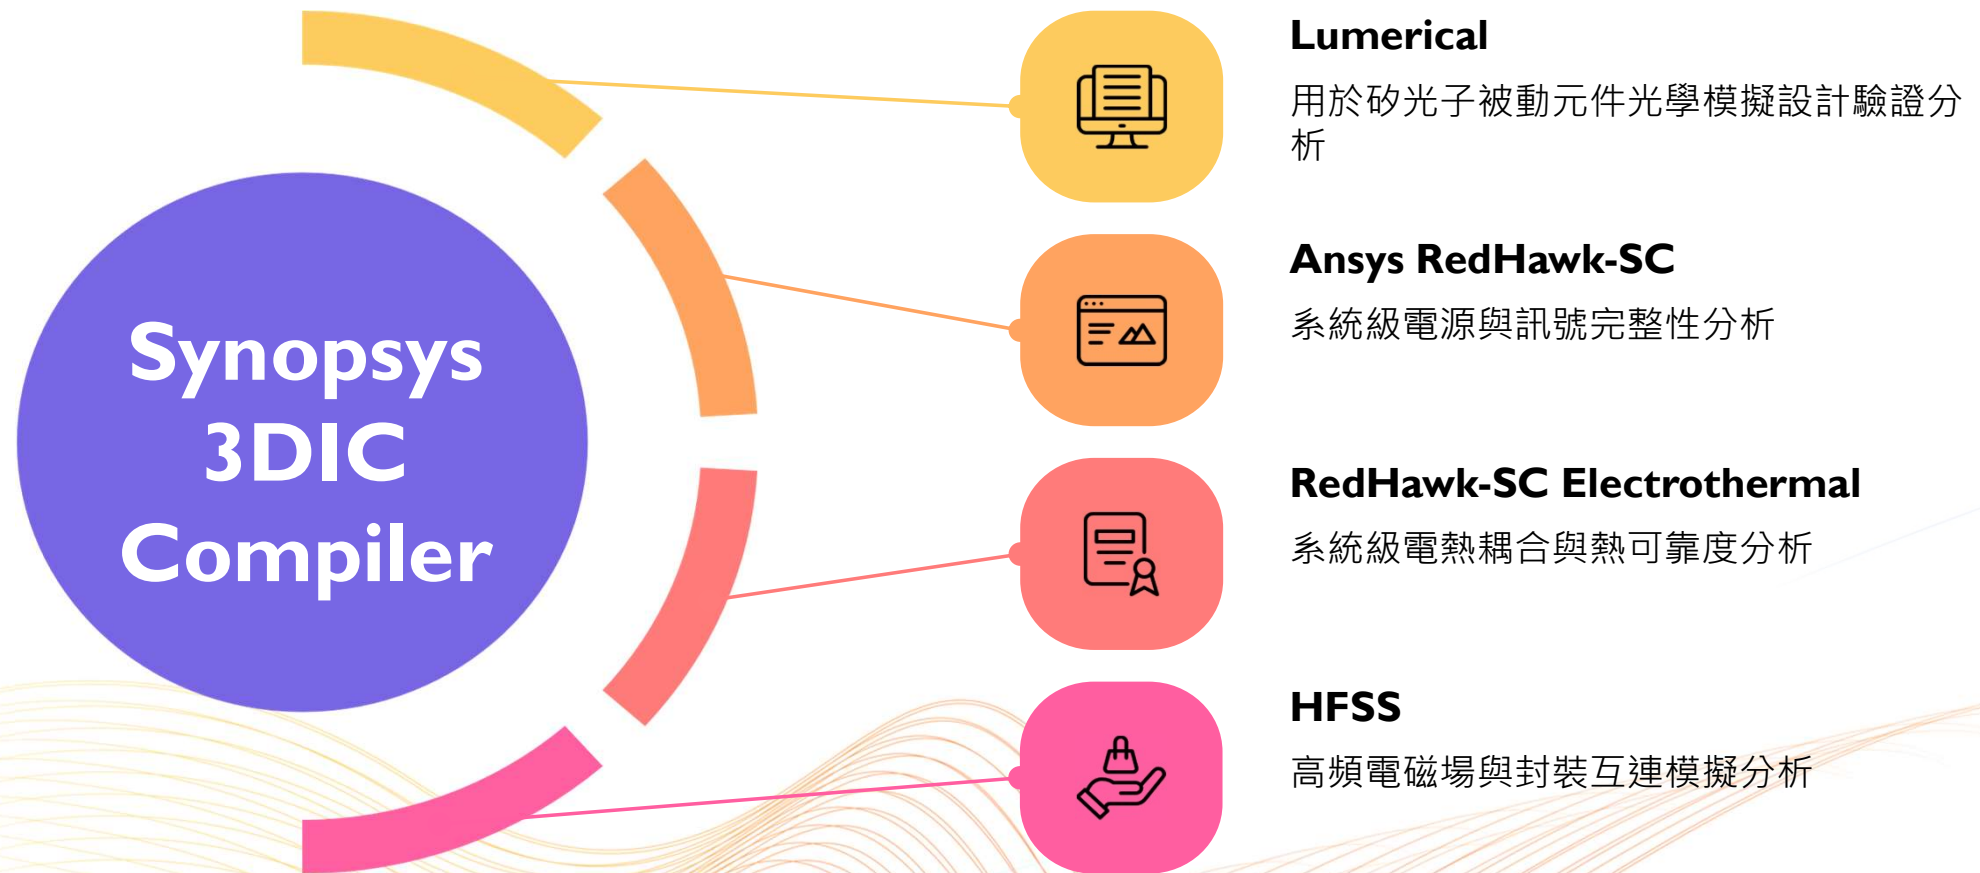 Synopsys
3DIC
Compiler
Lumerical
用於矽光子被動元件光學模擬設計驗證分
析
Ansys RedHawk-SC
系統級電源與訊號完整性分析
RedHawk-SC Electrothermal
系統級電熱耦合與熱可靠度分析
HFSS
高頻電磁場與封裝互連模擬分析